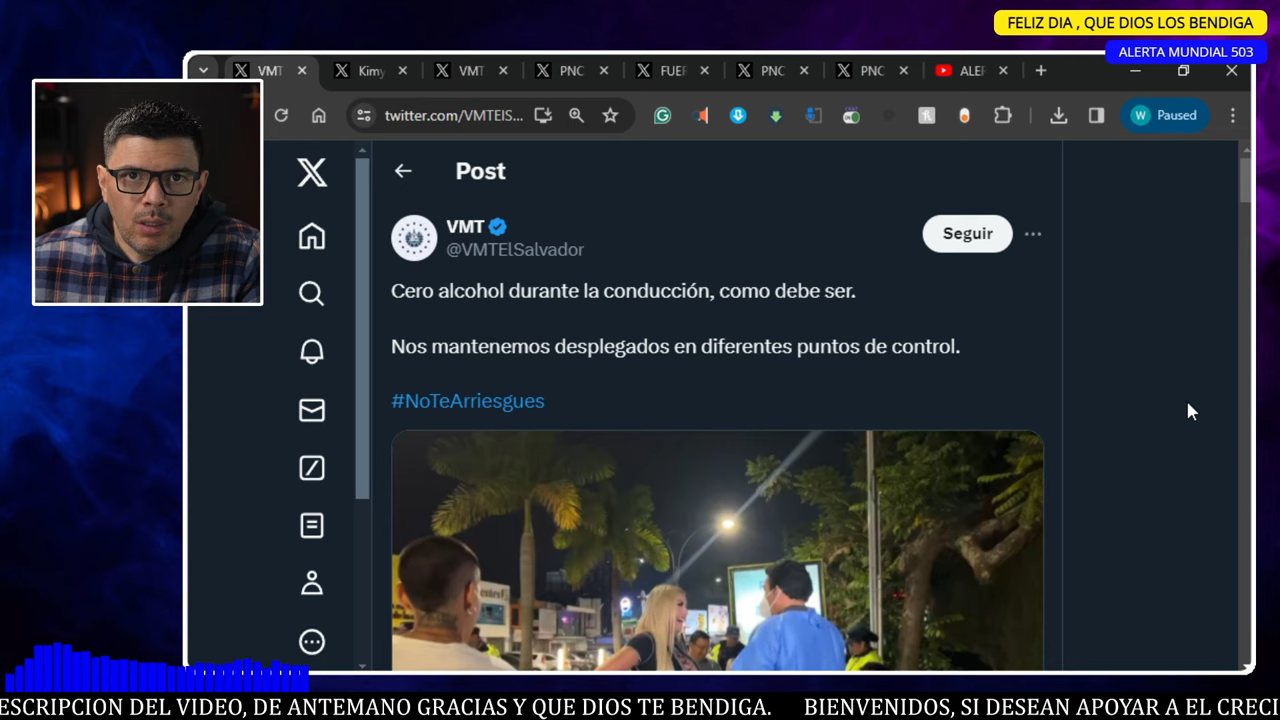 FELIZ DIA , QUE DIOS LOS BENDIGA
ALERTA MUNDIAL 503
VMT
Kimy
VMT
PNC
FUER
PNC
PNC
ALER
twitter.com/VMTElS...
W Paused
Post
VMT
@VMTElSalvador
Seguir
Cero alcohol durante la conducción, como debe ser.
Nos mantenemos desplegados en diferentes puntos de control.
#NoTeArriesgues
ESCRIPCION DEL VIDEO, DE ANTEMANO GRACIAS Y QUE DIOS TE BENDIGA. BIENVENIDOS, SI DESEAN APOYAR A EL CRECI